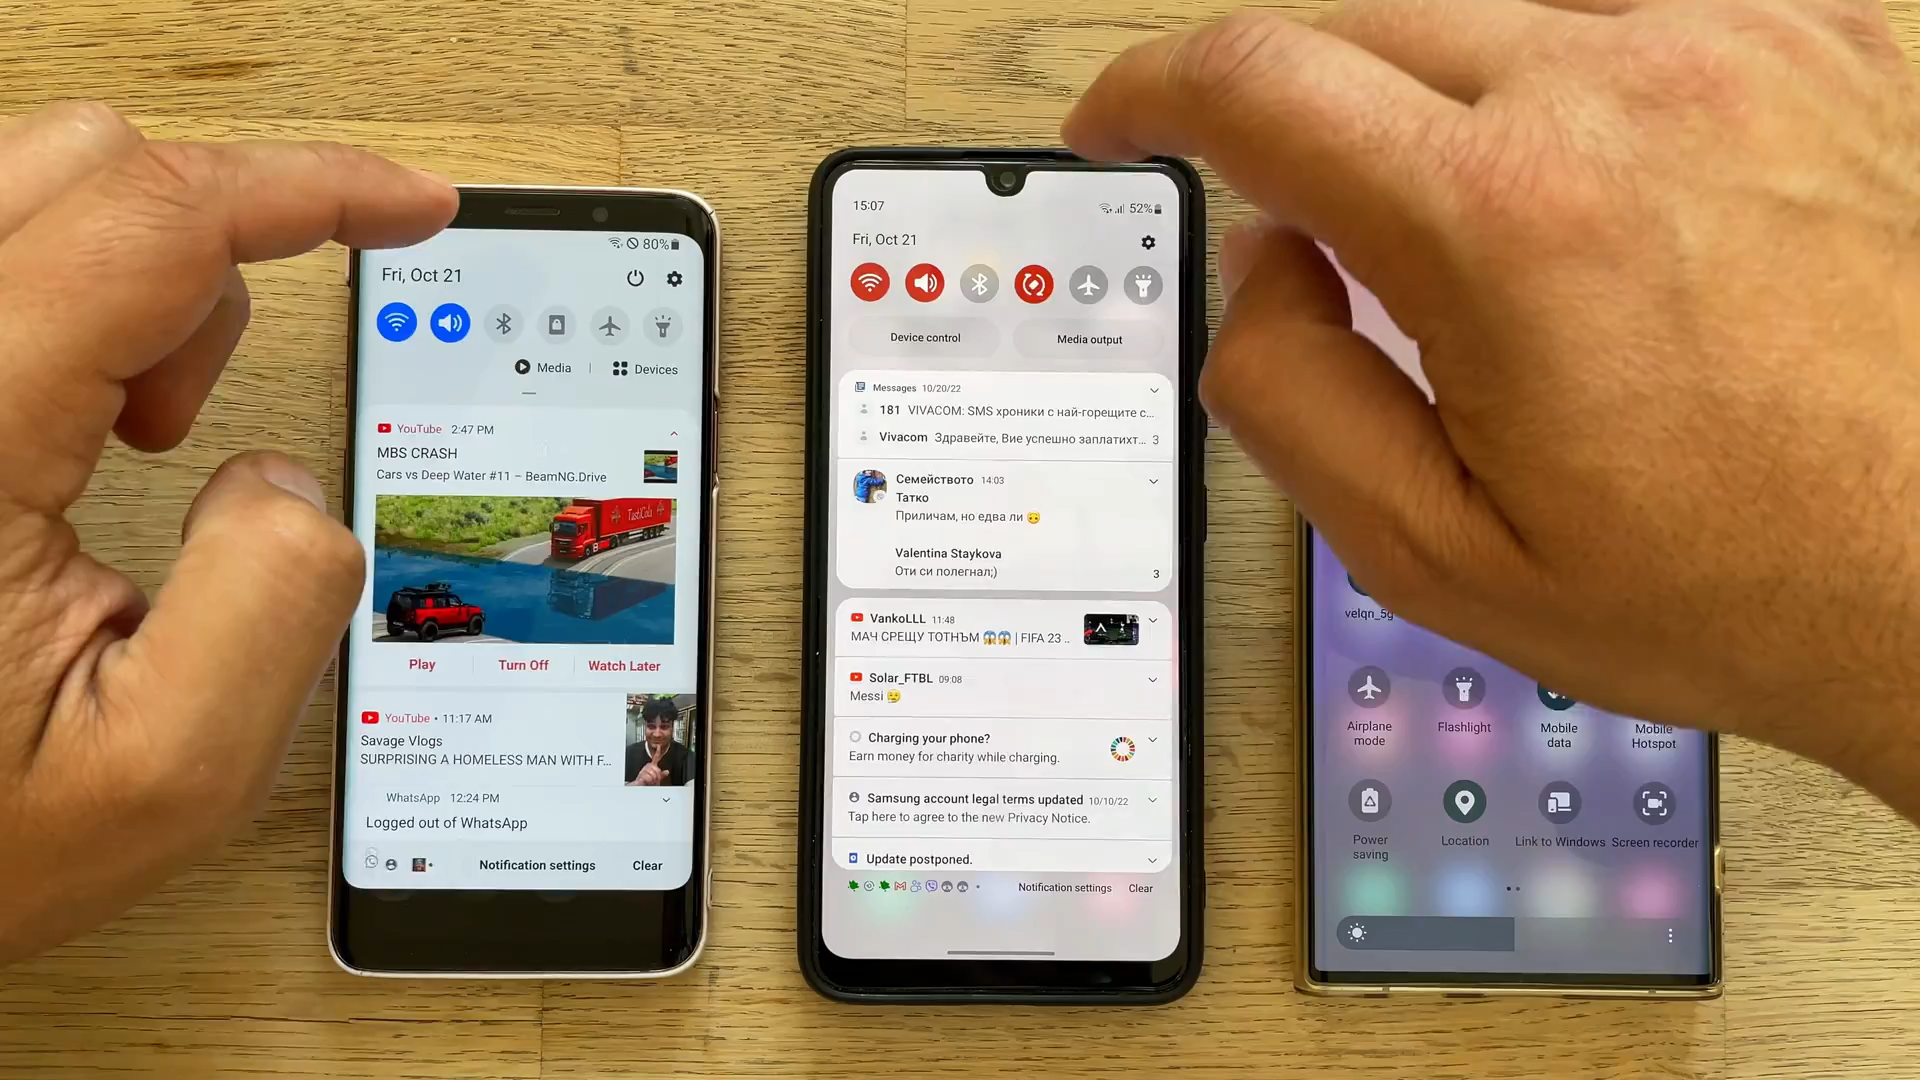 80%
Fri, Oct 21
Media
Devices
YouTube 2:47 PM
MBS CRASH
Cars vs Deep Water #11 – BeamNG.Drive
TastiCola
Play
Turn Off
Watch Later
YouTube • 11:17 AM
Savage Vlogs
SURPRISING A HOMELESS MAN WITH F...
WhatsApp 12:24 PM
Logged out of WhatsApp
Notification settings
Clear
15:07
52%
Fri, Oct 21
Device control
Media output
Messages 10/20/22
181 VIVACOM: SMS хроники с най-горещите с...
Vivacom Здравейте, Вие успешно заплатихт... 3
Семейството 14:03
Татко
Приличам, но едва ли
Valentina Staykova
Оти си полегнал;)
3
VankoLLL 11:48
МАЧ СРЕЩУ ТОТНЪМ 😱😱 | FIFA 23 ..
Solar_FTBL 09:08
Messi 😢
Charging your phone?
Earn money for charity while charging.
Samsung account legal terms updated 10/10/22
Tap here to agree to the new Privacy Notice.
Update postponed.
Notification settings
Clear
velqn_5g
Airplane
mode
Flashlight
Mobile
data
Mobile
Hotspot
Power
saving
Location
Link to Windows
Screen recorder